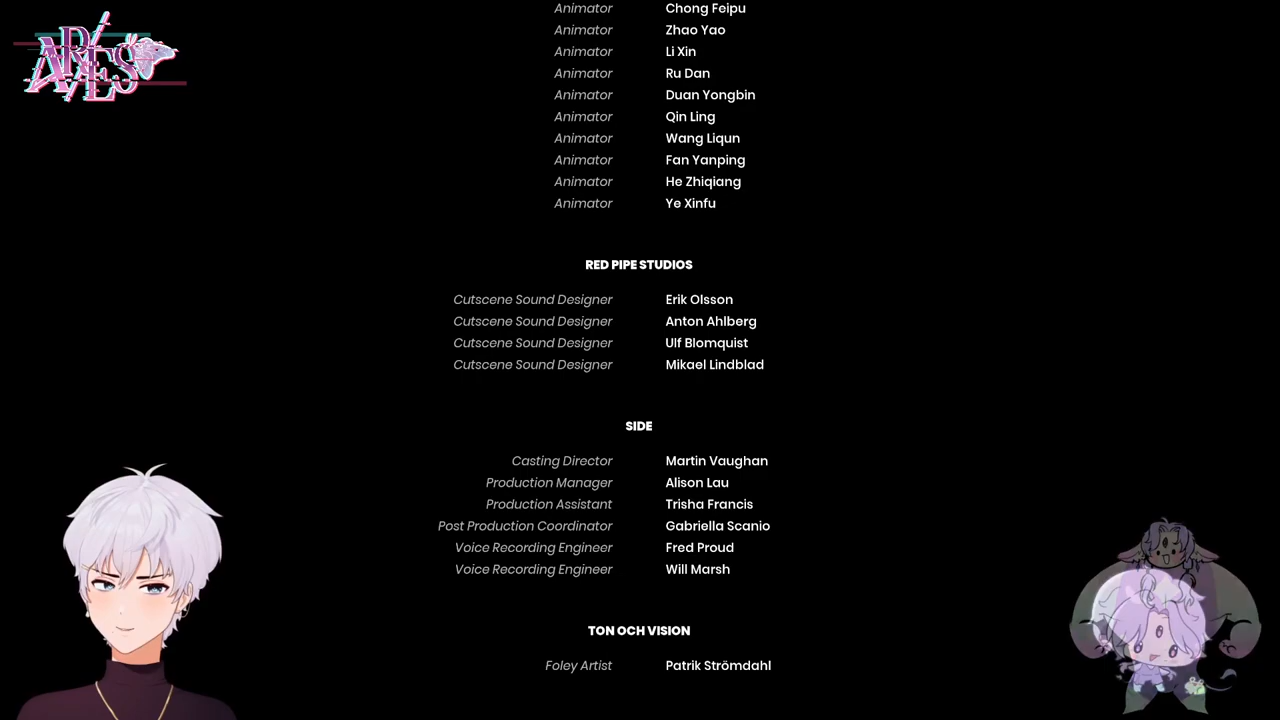 ARES
Animator Chong Feipu
Animator Zhao Yao
Animator Li Xin
Animator Ru Dan
Animator Duan Yongbin
Animator Qin Ling
Animator Wang Liqun
Animator Fan Yanping
Animator He Zhiqiang
Animator Ye Xinfu
RED PIPE STUDIOS
Cutscene Sound Designer Erik Olsson
Cutscene Sound Designer Anton Ahlberg
Cutscene Sound Designer Ulf Blomquist
Cutscene Sound Designer Mikael Lindblad
SIDE
Casting Director Martin Vaughan
Production Manager Alison Lau
Production Assistant Trisha Francis
Post Production Coordinator Gabriella Scanio
Voice Recording Engineer Fred Proud
Voice Recording Engineer Will Marsh
TON OCH VISION
Foley Artist Patrik Strömdahl